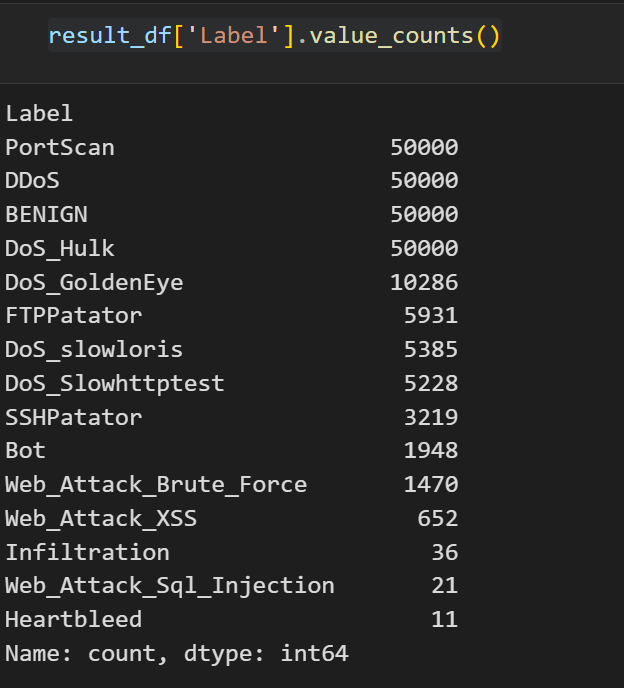 result_df['Label'].value_counts()
Label
PortScan 50000
DDoS 50000
BENIGN 50000
DoS_Hulk 50000
DoS_GoldenEye 10286
FTPPatator 5931
DoS_slowloris 5385
DoS_Slowhttptest 5228
SSHPatator 3219
Bot 1948
Web_Attack_Brute_Force 1470
Web_Attack_XSS 652
Infiltration 36
Web_Attack_Sql_Injection 21
Heartbleed 11
Name: count, dtype: int64